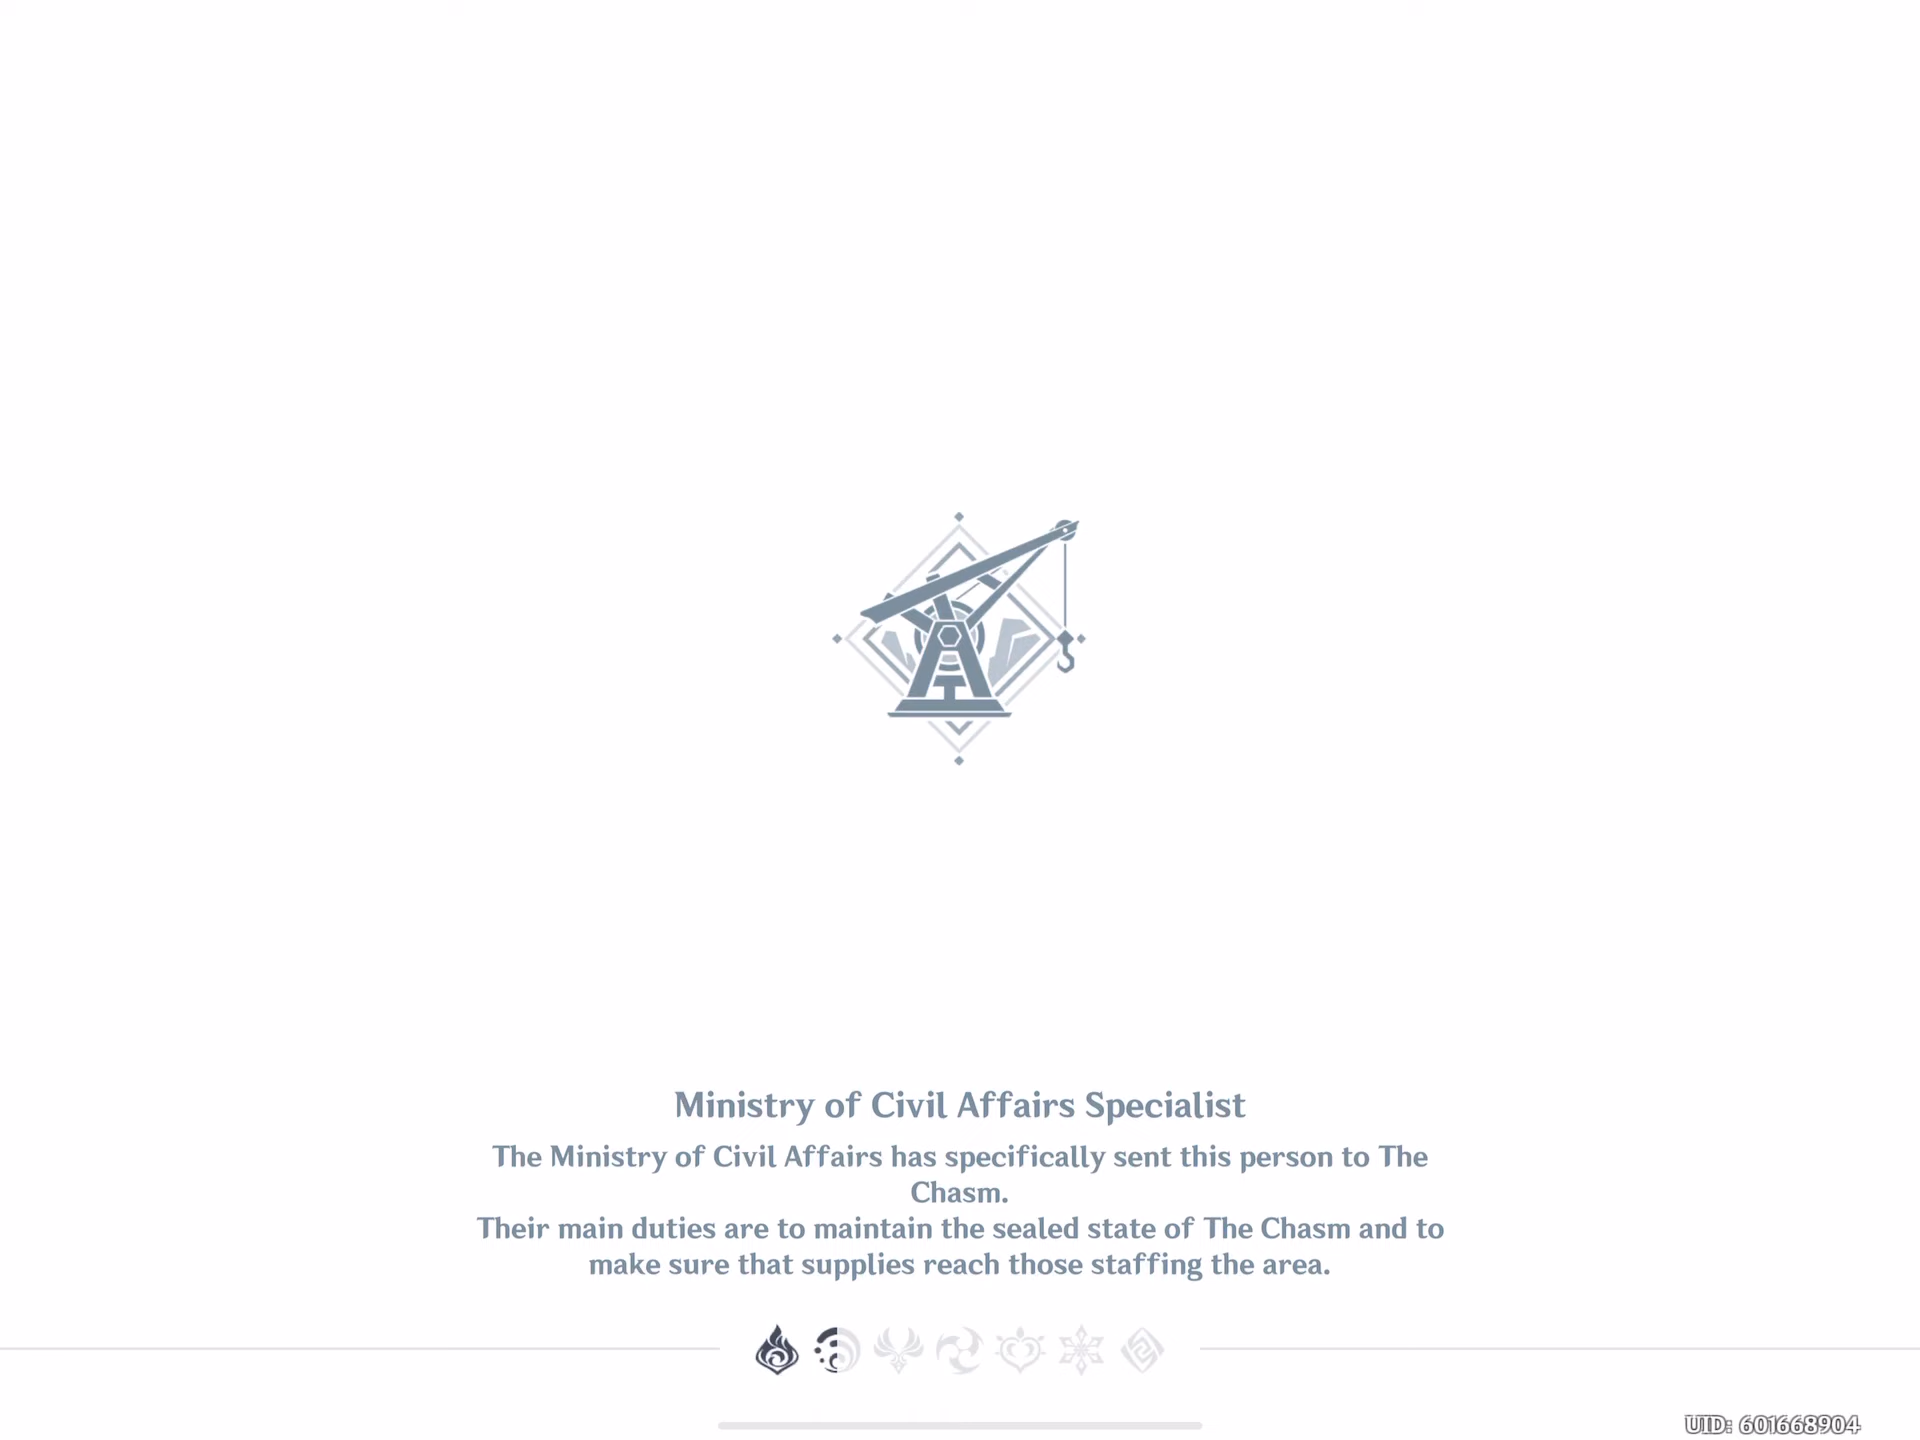 Ministry of Civil Affairs Specialist
The Ministry of Civil Affairs has specifically sent this person to The
Chasm.
Their main duties are to maintain the sealed state of The Chasm and to
make sure that supplies reach those staffing the area.
UID: 601668904